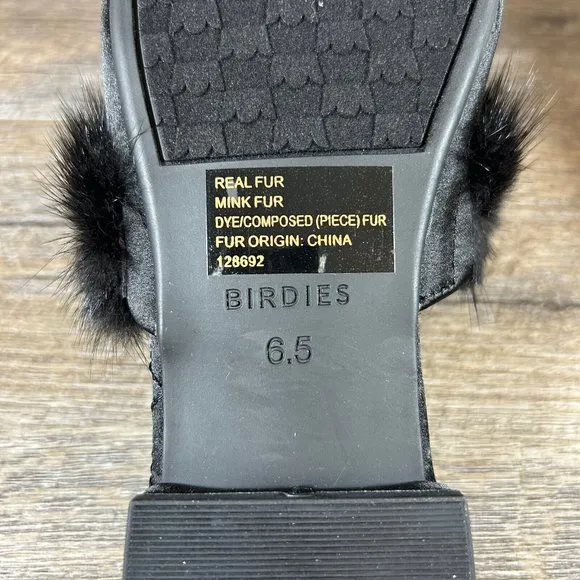 REAL FUR
MINK FUR
DYE/COMPOSED (PIECE) FUR
FUR ORIGIN: CHINA
128692
BIRDIES
6.5